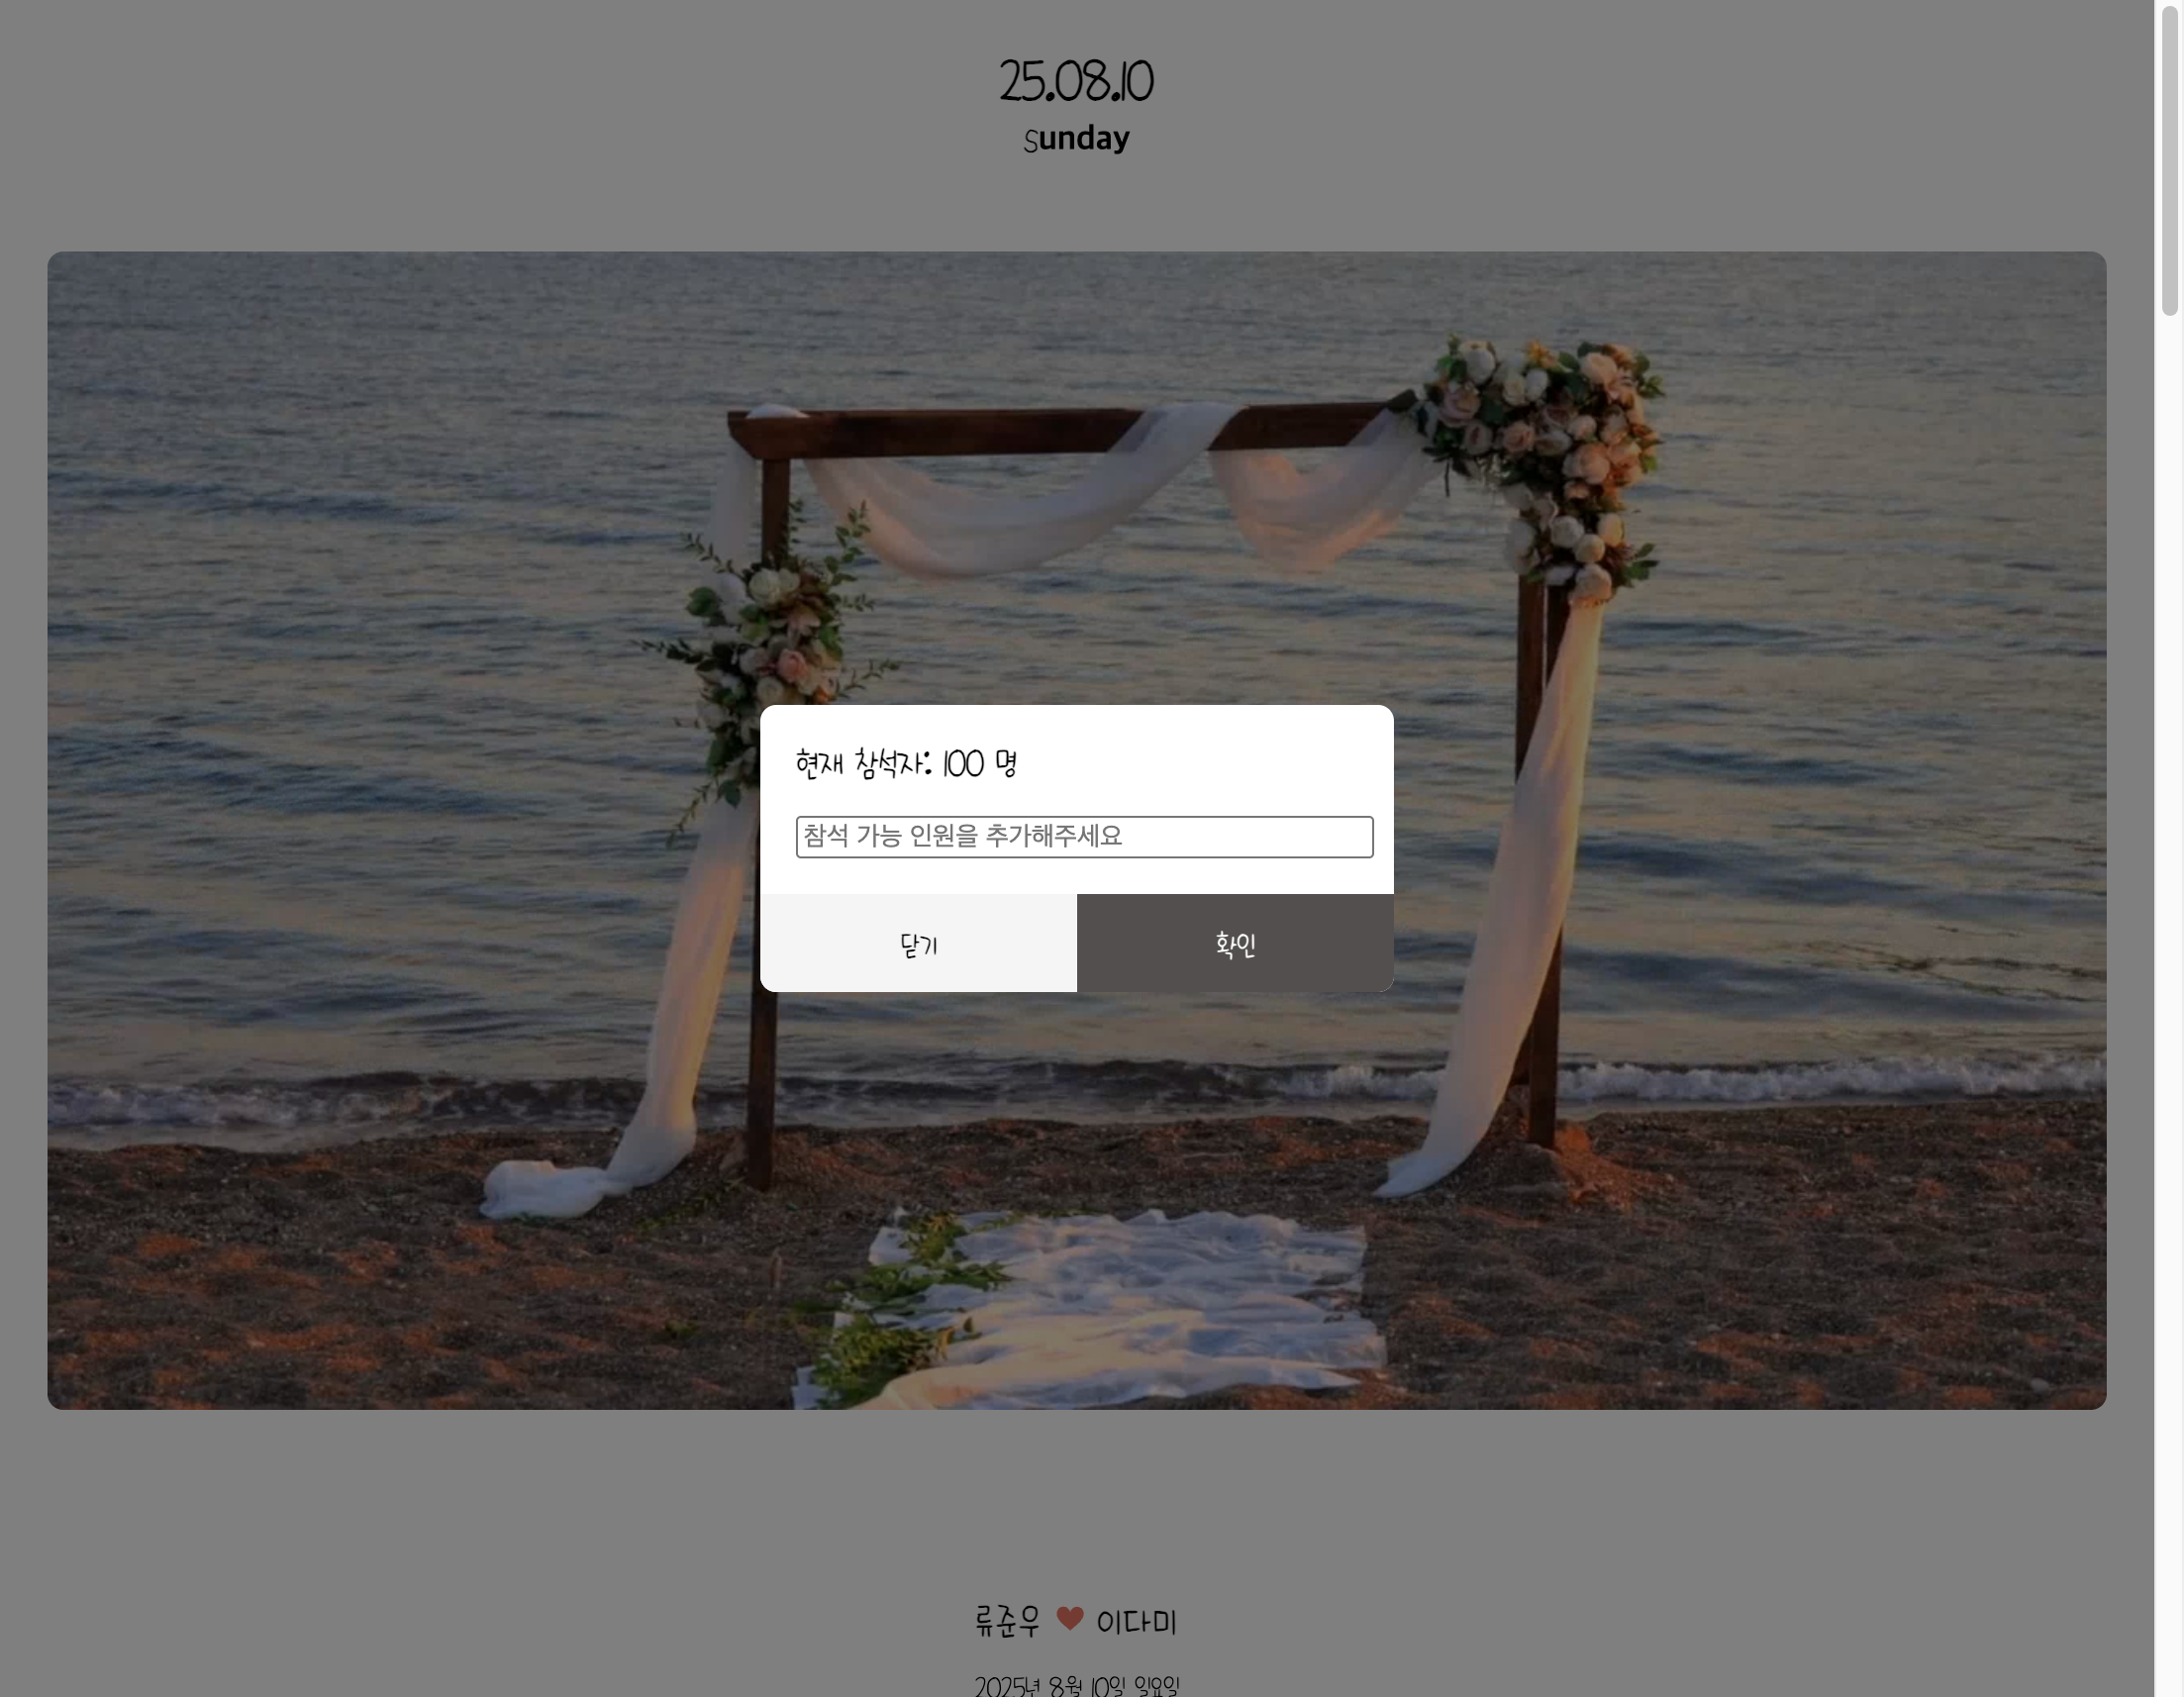 25.08.10
Sunday
현재 참석자: 100 명
참석 가능 인원을 추가해주세요
닫기
확인
류준우 ❤ 이다미
2025년 8월 10일 일요일